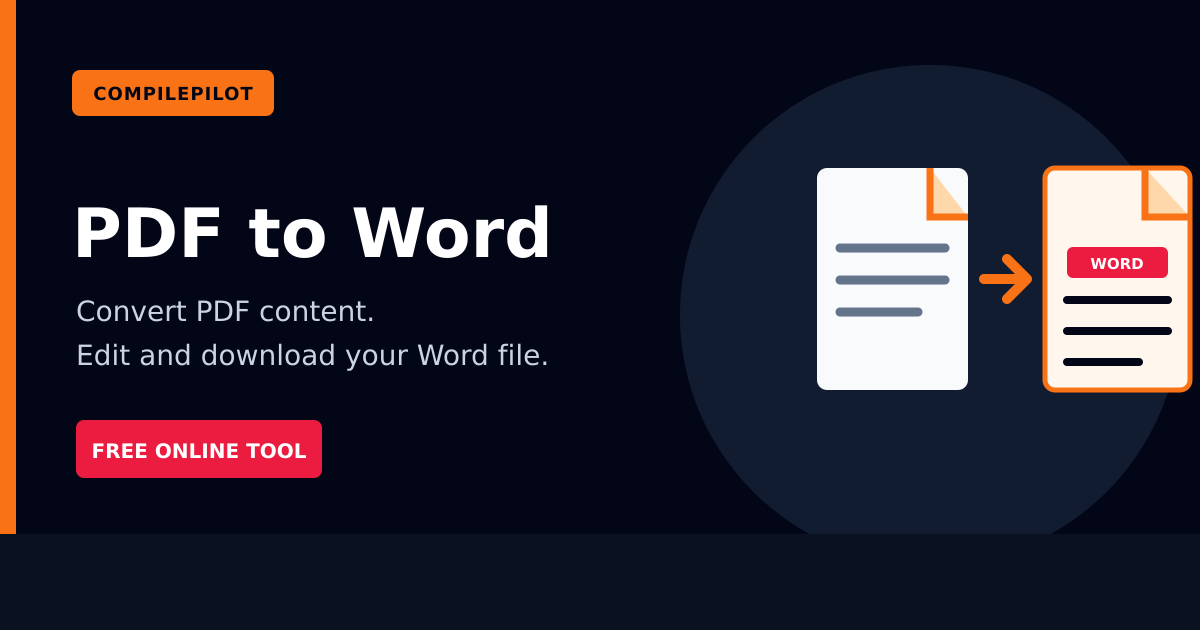 COMPILEPILOT
PDF to Word
Convert PDF content.
Edit and download your Word file.
FREE ONLINE TOOL
WORD